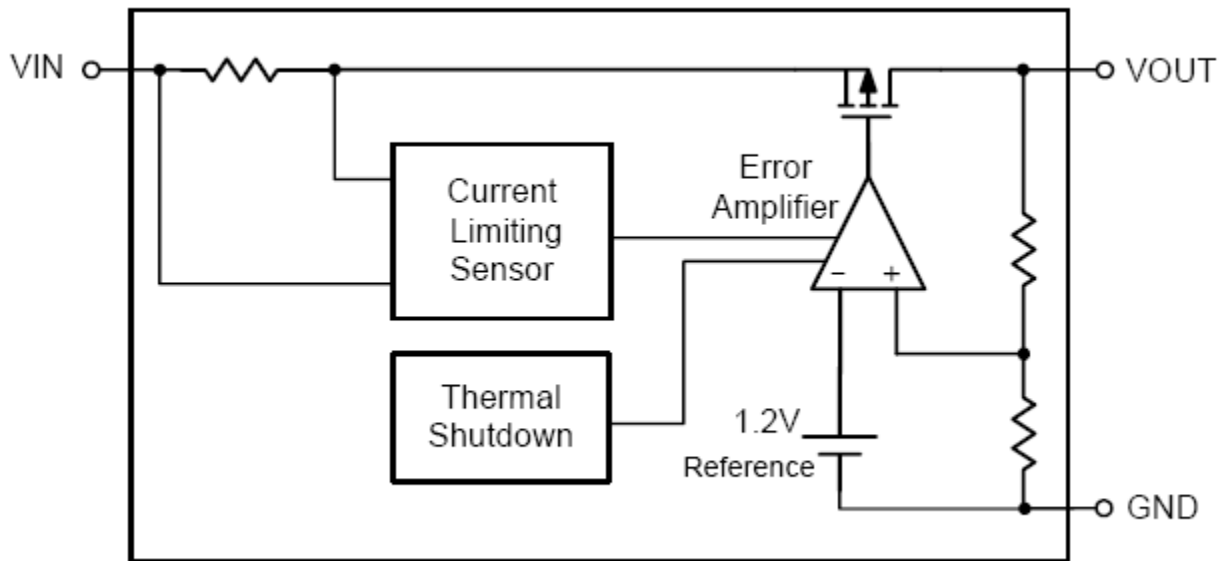 VIN
VOUT
Current
Limiting
Sensor
Error
Amplifier
− +
Thermal
Shutdown
1.2V
Reference
GND